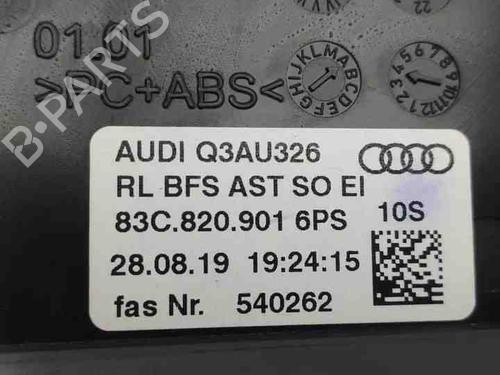 01 01
>PC+ABS<
AUDI Q3AU326
RL BFS AST SO EI
83C.820.901 6PS 10S
28.08.19 19:24:15
fas Nr. 540262